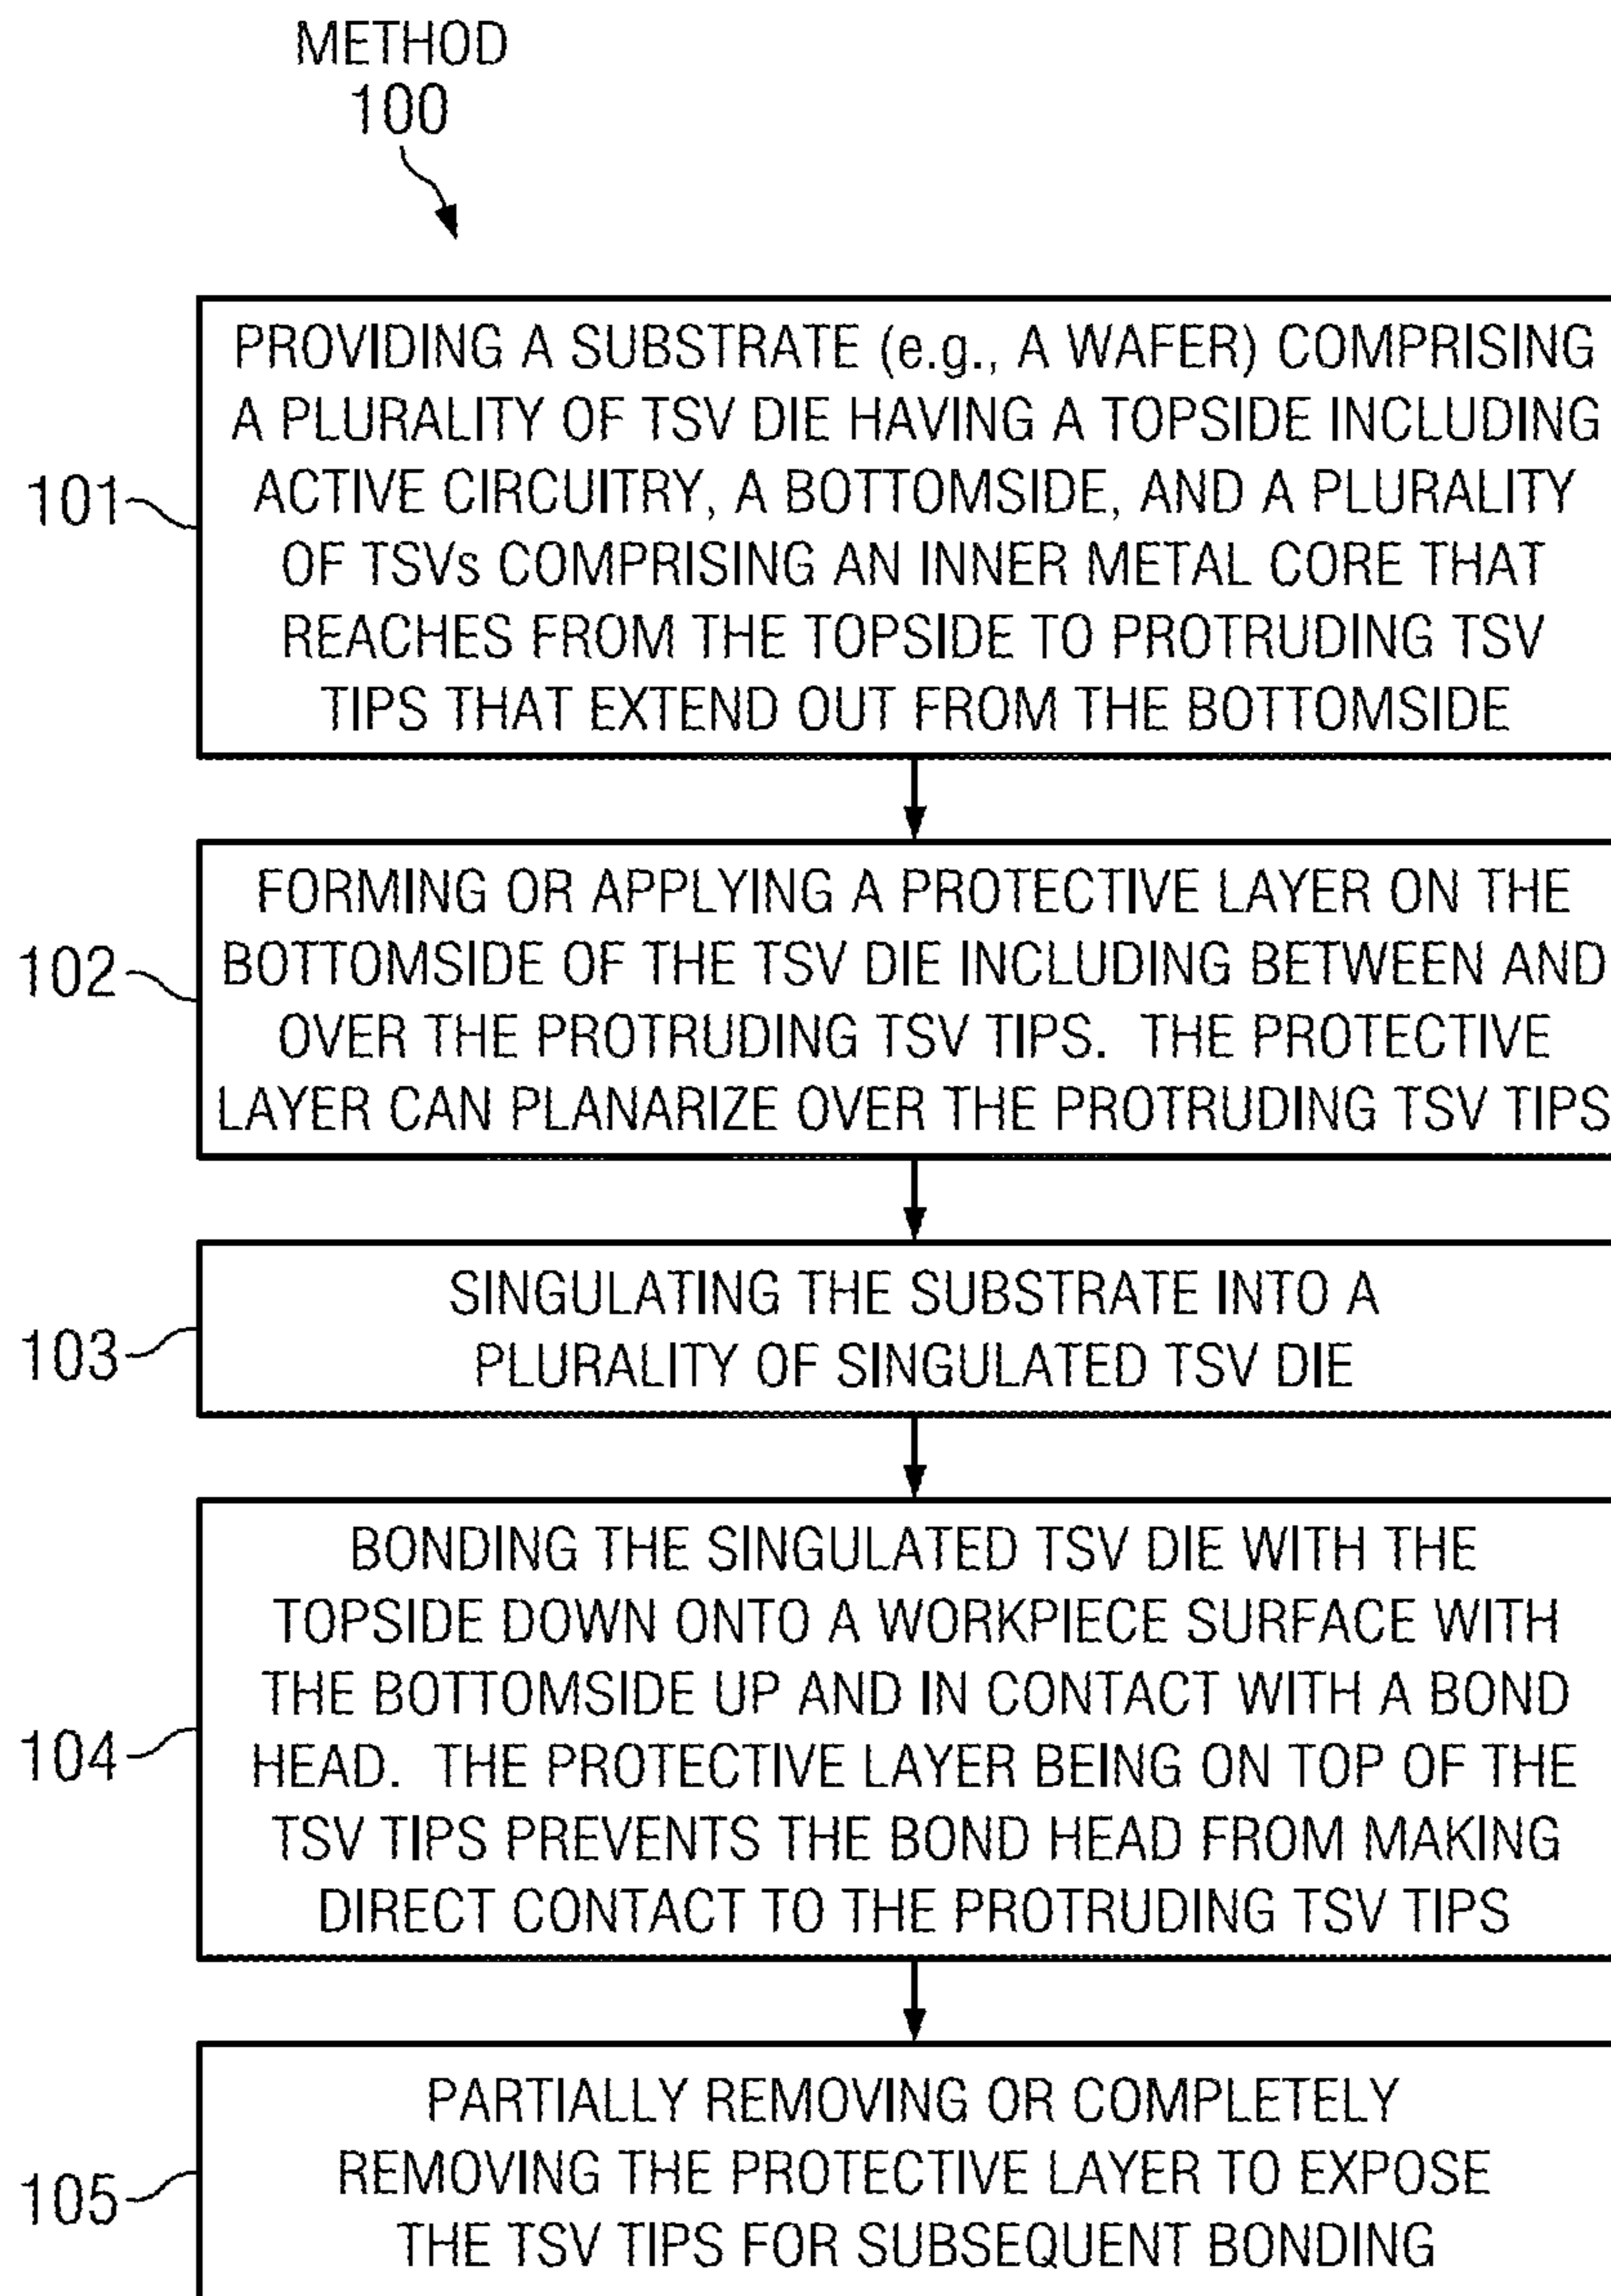 METHOD
100
101
PROVIDING A SUBSTRATE (e.g., A WAFER) COMPRISING
A PLURALITY OF TSV DIE HAVING A TOPSIDE INCLUDING
ACTIVE CIRCUITRY, A BOTTOMSIDE, AND A PLURALITY
OF TSVs COMPRISING AN INNER METAL CORE THAT
REACHES FROM THE TOPSIDE TO PROTRUDING TSV
TIPS THAT EXTEND OUT FROM THE BOTTOMSIDE
102
FORMING OR APPLYING A PROTECTIVE LAYER ON THE
BOTTOMSIDE OF THE TSV DIE INCLUDING BETWEEN AND
OVER THE PROTRUDING TSV TIPS. THE PROTECTIVE
LAYER CAN PLANARIZE OVER THE PROTRUDING TSV TIPS
103
SINGULATING THE SUBSTRATE INTO A
PLURALITY OF SINGULATED TSV DIE
104
BONDING THE SINGULATED TSV DIE WITH THE
TOPSIDE DOWN ONTO A WORKPIECE SURFACE WITH
THE BOTTOMSIDE UP AND IN CONTACT WITH A BOND
HEAD. THE PROTECTIVE LAYER BEING ON TOP OF THE
TSV TIPS PREVENTS THE BOND HEAD FROM MAKING
DIRECT CONTACT TO THE PROTRUDING TSV TIPS
105
PARTIALLY REMOVING OR COMPLETELY
REMOVING THE PROTECTIVE LAYER TO EXPOSE
THE TSV TIPS FOR SUBSEQUENT BONDING